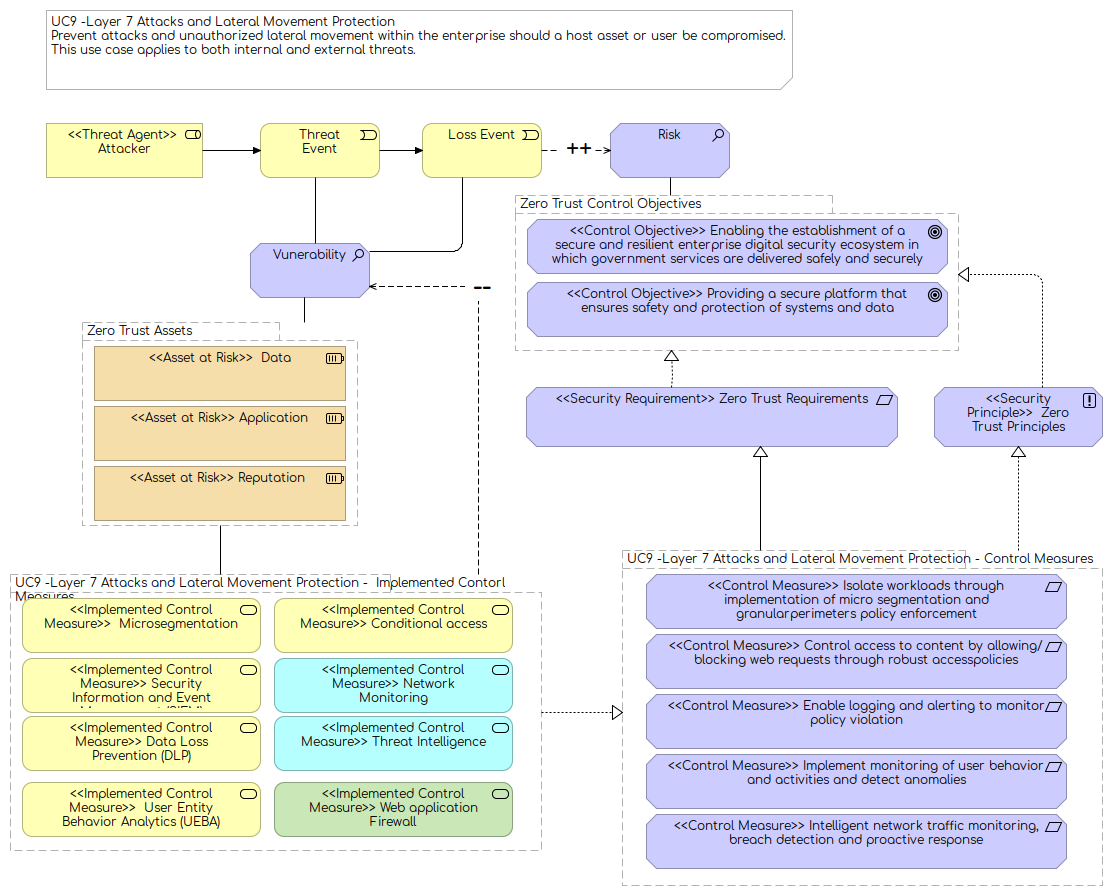 UC9 -Layer 7 Attacks and Lateral Movement Protection
Prevent attacks and unauthorized lateral movement within the enterprise should a host asset or user be compromised.
This use case applies to both internal and external threats.
<<Threat Agent>>
Attacker
Threat
Event
Loss Event
++
Risk
Vunerability
--
Zero Trust Control Objectives
<<Control Objective>> Enabling the establishment of a
secure and resilient enterprise digital security ecosystem in
which government services are delivered safely and securely
<<Control Objective>> Providing a secure platform that
ensures safety and protection of systems and data
Zero Trust Assets
<<Asset at Risk>> Data
<<Asset at Risk>> Application
<<Asset at Risk>> Reputation
<<Security Requirement>> Zero Trust Requirements
<<Security
Principle>> Zero
Trust Principles
UC9 -Layer 7 Attacks and Lateral Movement Protection - Implemented Contorl
Measures
<<Implemented Control
Measure>> Microsegmentation
<<Implemented Control
Measure>> Conditional access
<<Implemented Control
Measure>> Security
Information and Event
<<Implemented Control
Measure>> Network
Monitoring
<<Implemented Control
Measure>> Data Loss
Prevention (DLP)
<<Implemented Control
Measure>> Threat Intelligence
<<Implemented Control
Measure>> User Entity
Behavior Analytics (UEBA)
<<Implemented Control
Measure>> Web application
Firewall
UC9 -Layer 7 Attacks and Lateral Movement Protection - Control Measures
<<Control Measure>> Isolate workloads through
implementation of micro segmentation and
granularperimeters policy enforcement
<<Control Measure>> Control access to content by allowing/
blocking web requests through robust accesspolicies
<<Control Measure>> Enable logging and alerting to monitor
policy violation
<<Control Measure>> Implement monitoring of user behavior
and activities and detect anomalies
<<Control Measure>> Intelligent network traffic monitoring,
breach detection and proactive response